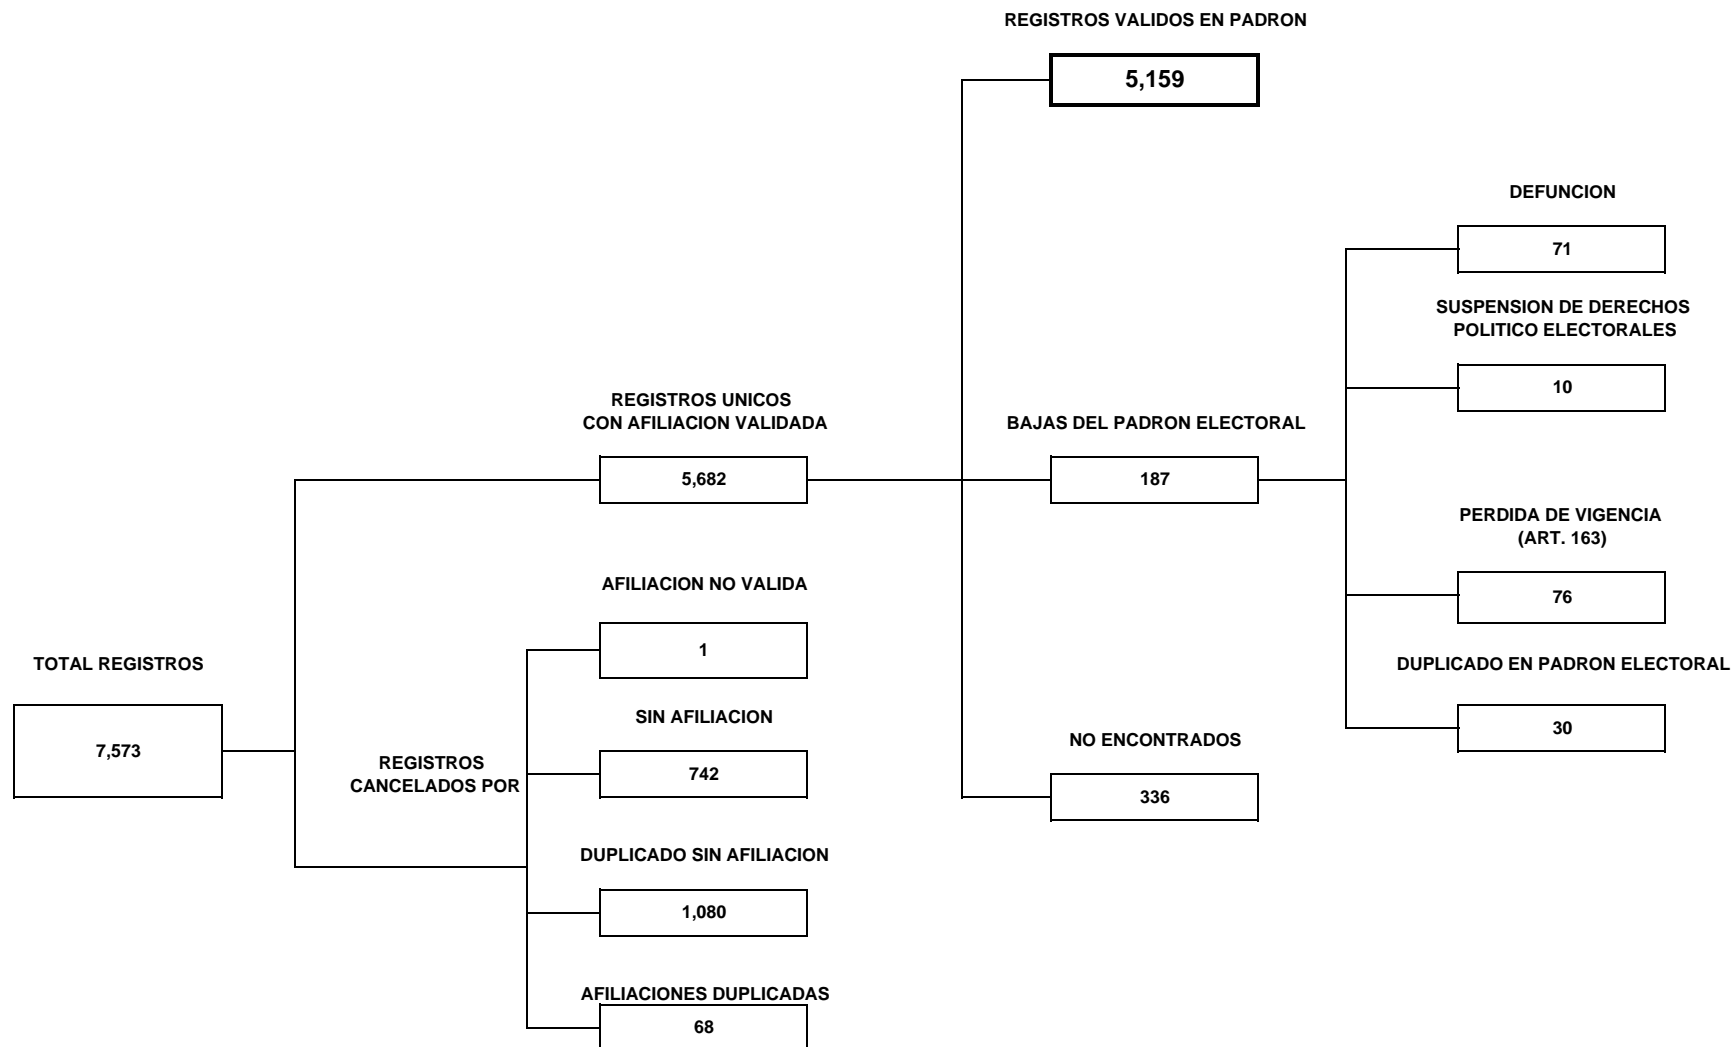 REGISTROS VALIDOS EN PADRON
5,159
DEFUNCION
71
SUSPENSION DE DERECHOS
POLITICO ELECTORALES
10
REGISTROS UNICOS
CON AFILIACION VALIDADA
5,682
BAJAS DEL PADRON ELECTORAL
187
PERDIDA DE VIGENCIA
(ART. 163)
76
AFILIACION NO VALIDA
1
TOTAL REGISTROS
7,573
DUPLICADO EN PADRON ELECTORAL
30
SIN AFILIACION
742
REGISTROS
CANCELADOS POR
NO ENCONTRADOS
336
DUPLICADO SIN AFILIACION
1,080
AFILIACIONES DUPLICADAS
68